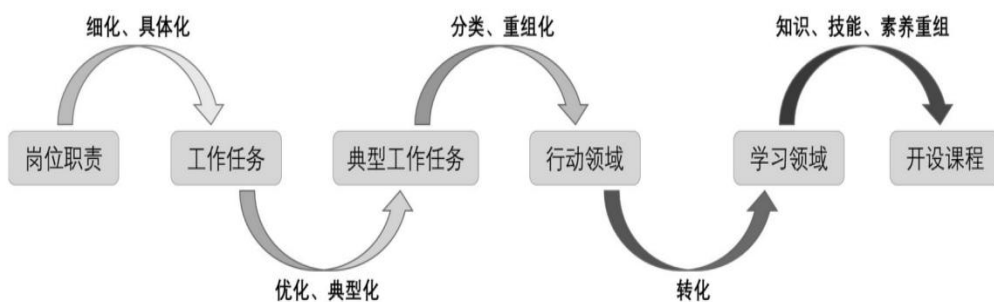 细化、具体化
分类、重组化
知识、技能、素养重组
岗位职责
工作任务
典型工作任务
行动领域
学习领域
开设课程
优化、典型化
转化